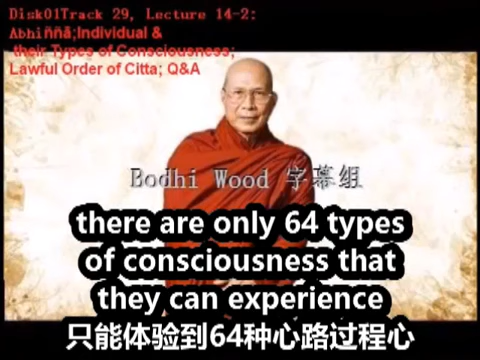 Disk01Track 29, Lecture 14-2:
Abhiññā;Individual &
their Types of Consciousness;
Lawful Order of Citta; Q&A
Bodhi Wood 字幕组
there are only 64 types
of consciousness that
they can experience
只能体验到64种心路过程心